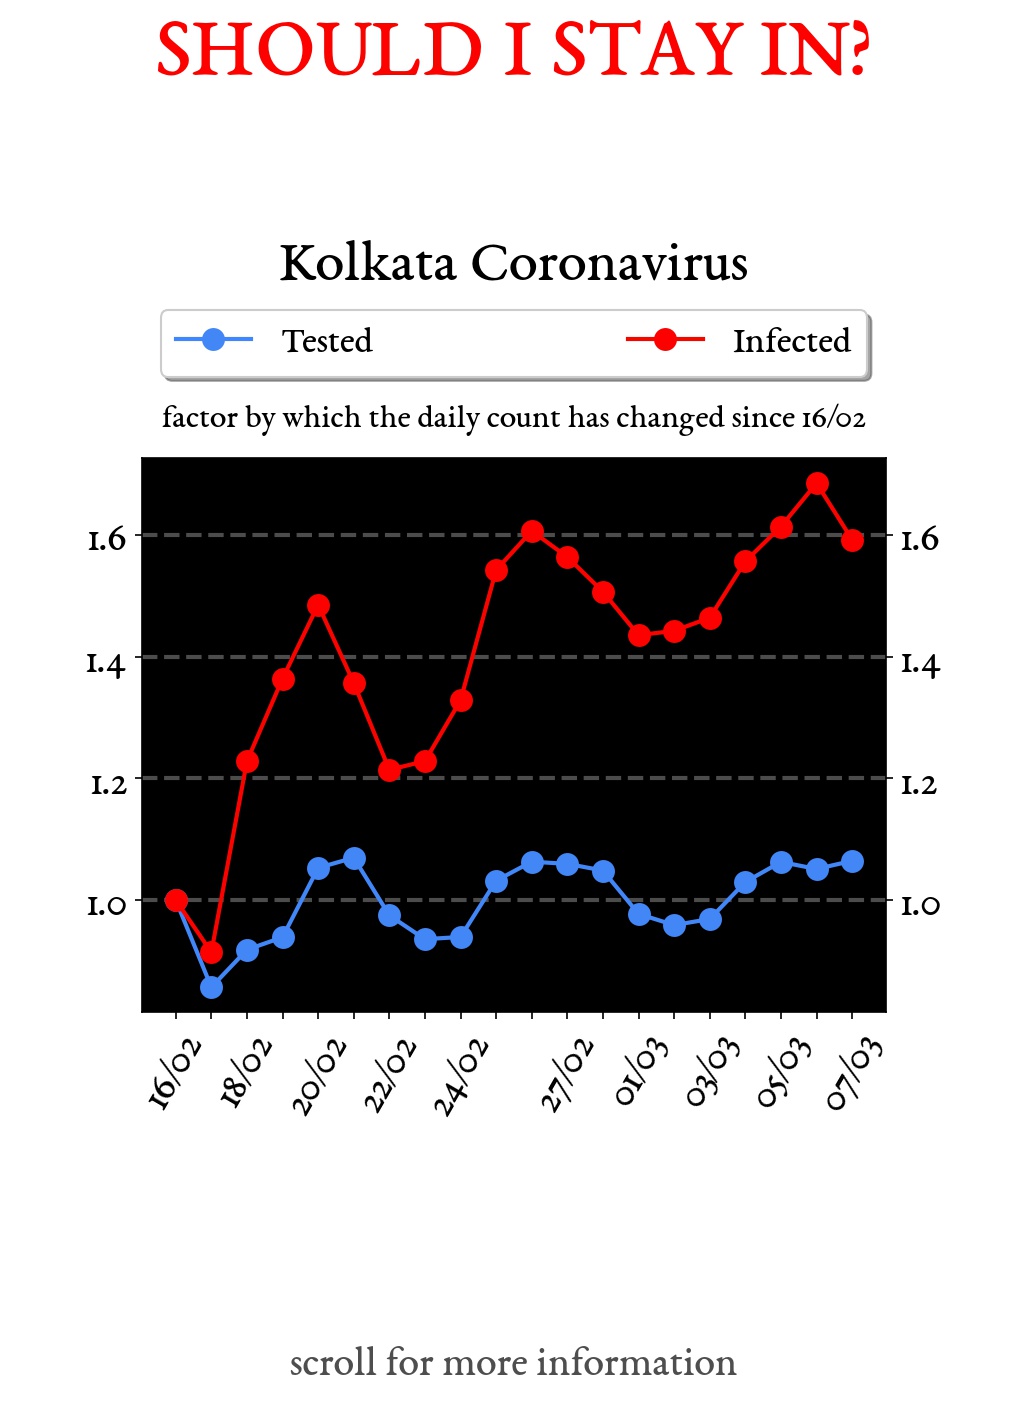 SHOULD I STAY IN?
Kolkata Coronavirus
Tested Infected
factor by which the daily count has changed since 16/02
1.6 1.6
1.4 1.4
1.2 1.2
1.0 1.0
16/02 18/02 20/02 22/02 24/02 27/02 01/03 03/03 05/03 07/03
scroll for more information